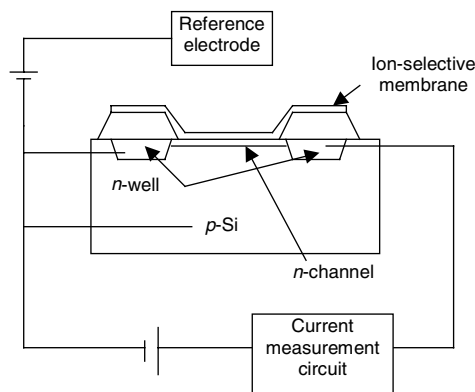 Reference
electrode
Ion-selective
membrane
n-well
p-Si
n-channel
Current
measurement
circuit